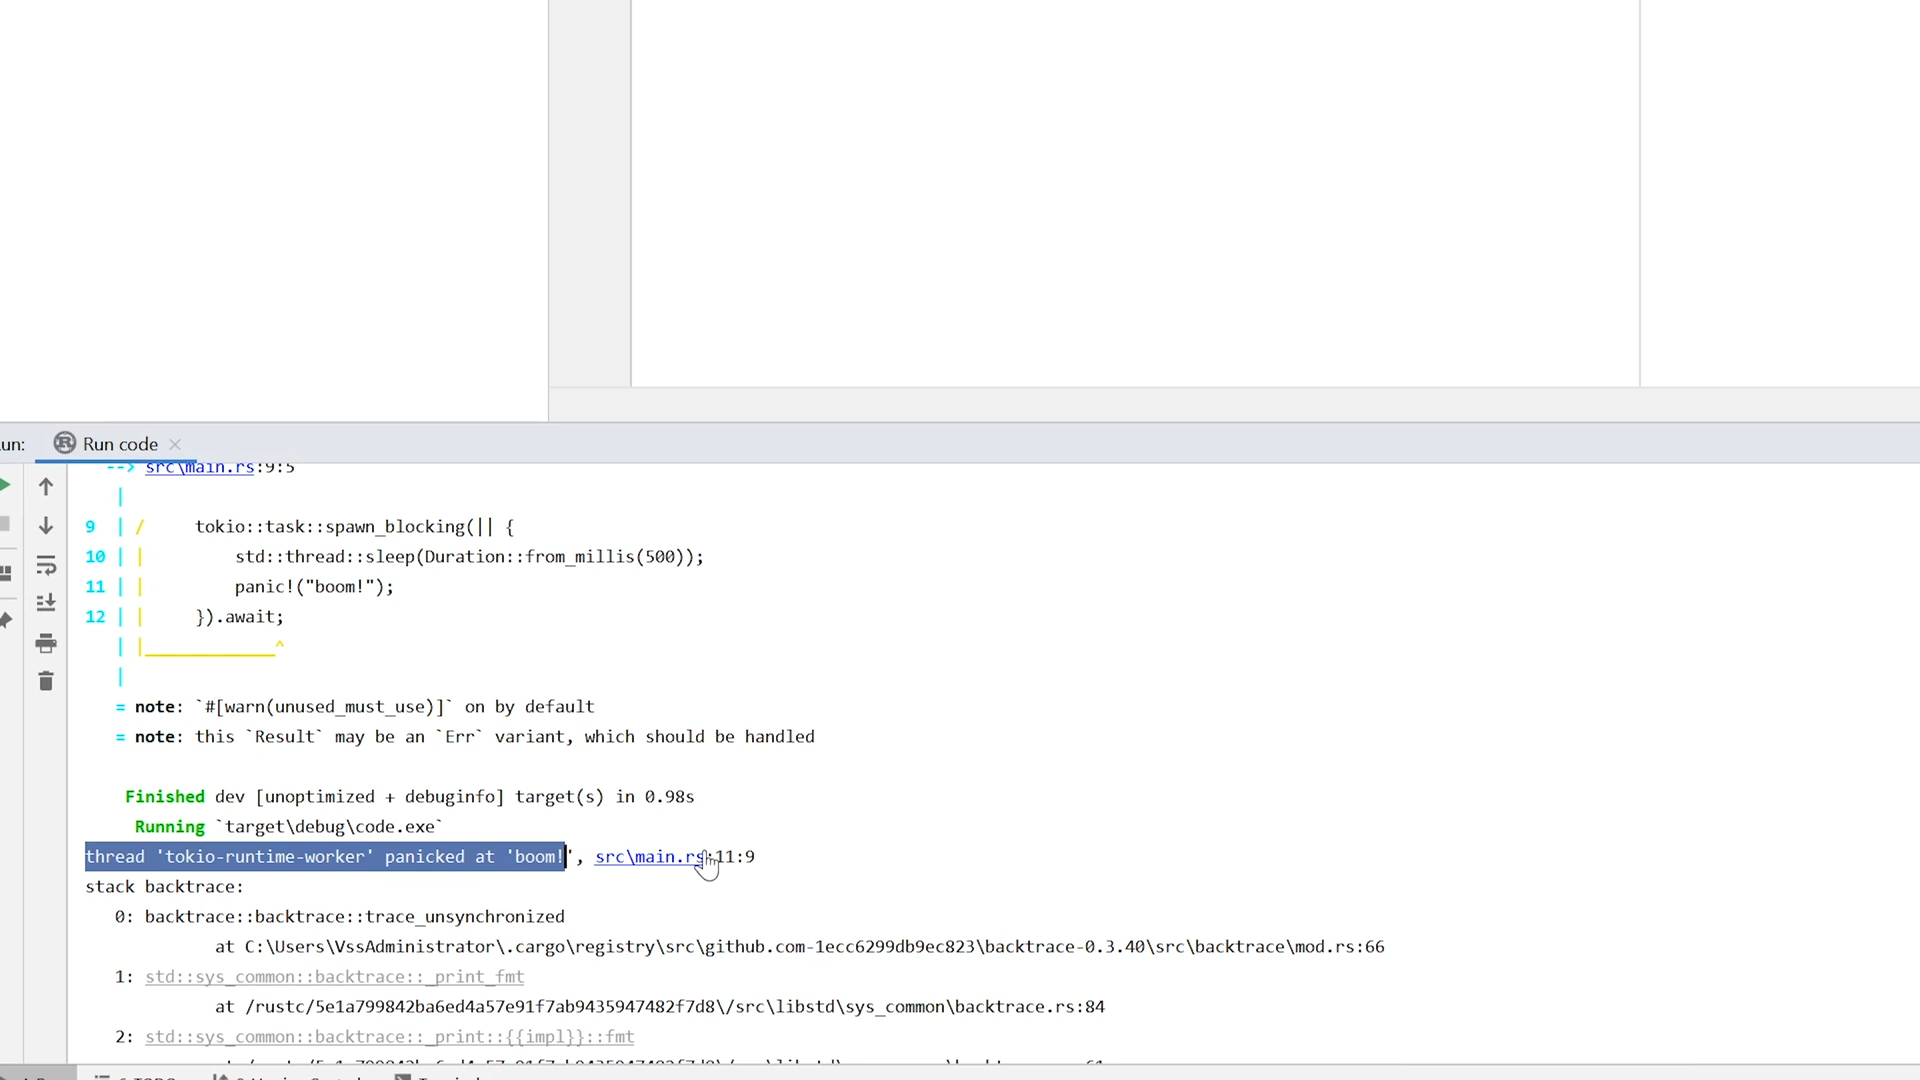 un: Run code
--> src\main.rs:9:5
|
9 | / tokio::task::spawn_blocking(|| {
10 | | std::thread::sleep(Duration::from_millis(500));
11 | | panic!("boom!");
12 | | }).await;
| |_____________^
|
= note: `#[warn(unused_must_use)]` on by default
= note: this `Result` may be an `Err` variant, which should be handled
Finished dev [unoptimized + debuginfo] target(s) in 0.98s
Running `target\debug\code.exe`
thread 'tokio-runtime-worker' panicked at 'boom!', src\main.rs:11:9
stack backtrace:
0: backtrace::backtrace::trace_unsynchronized
at C:\Users\VssAdministrator\.cargo\registry\src\github.com-1ecc6299db9ec823\backtrace-0.3.40\src\backtrace\mod.rs:66
1: std::sys_common::backtrace::_print_fmt
at /rustc/5e1a799842ba6ed4a57e91f7ab9435947482f7d8\/src\libstd\sys_common\backtrace.rs:84
2: std::sys_common::backtrace::_print::{{impl}}::fmt